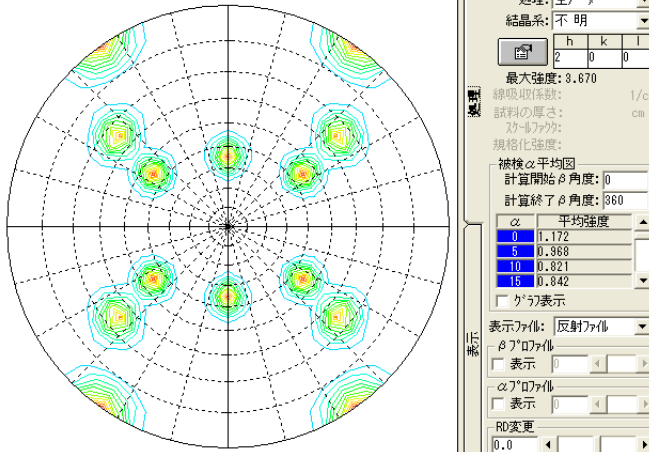 結晶系: 不 明
h k l
2 0 0
最大強度: 3.670
線吸収係数: 1/c
試料の厚さ: cm
スケールファクタ:
規格化強度:
処理
被検α平均図
計算開始β角度: 0
計算終了β角度: 360
α 平均強度
0 1.172
5 0.968
10 0.821
15 0.842
グラフ表示
表示ファイル: 反射ファイル
表示
βプロファイル
表示 0
αプロファイル
表示 0
RD変更
0.0